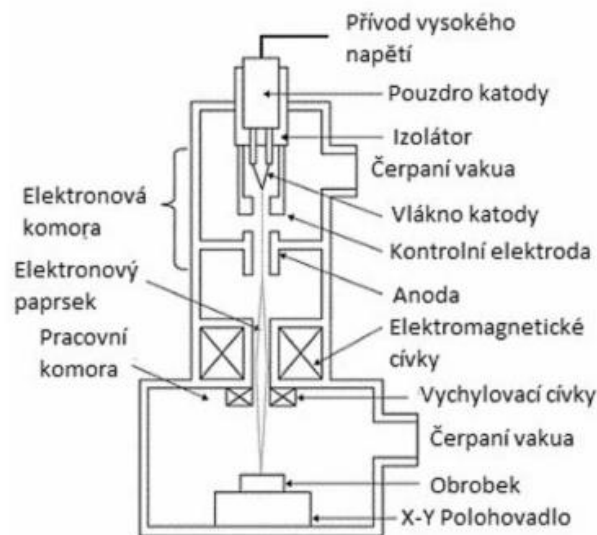 Přívod vysokého
napětí
Pouzdro katody
Izolátor
Čerpaní vakua
Elektronová
komora
Vlákno katody
Kontrolní elektroda
Elektronový
paprsek
Anoda
Elektromagnetické
cívky
Pracovní
komora
Vychylovací cívky
Čerpaní vakua
Obrobek
X-Y Polohovadlo